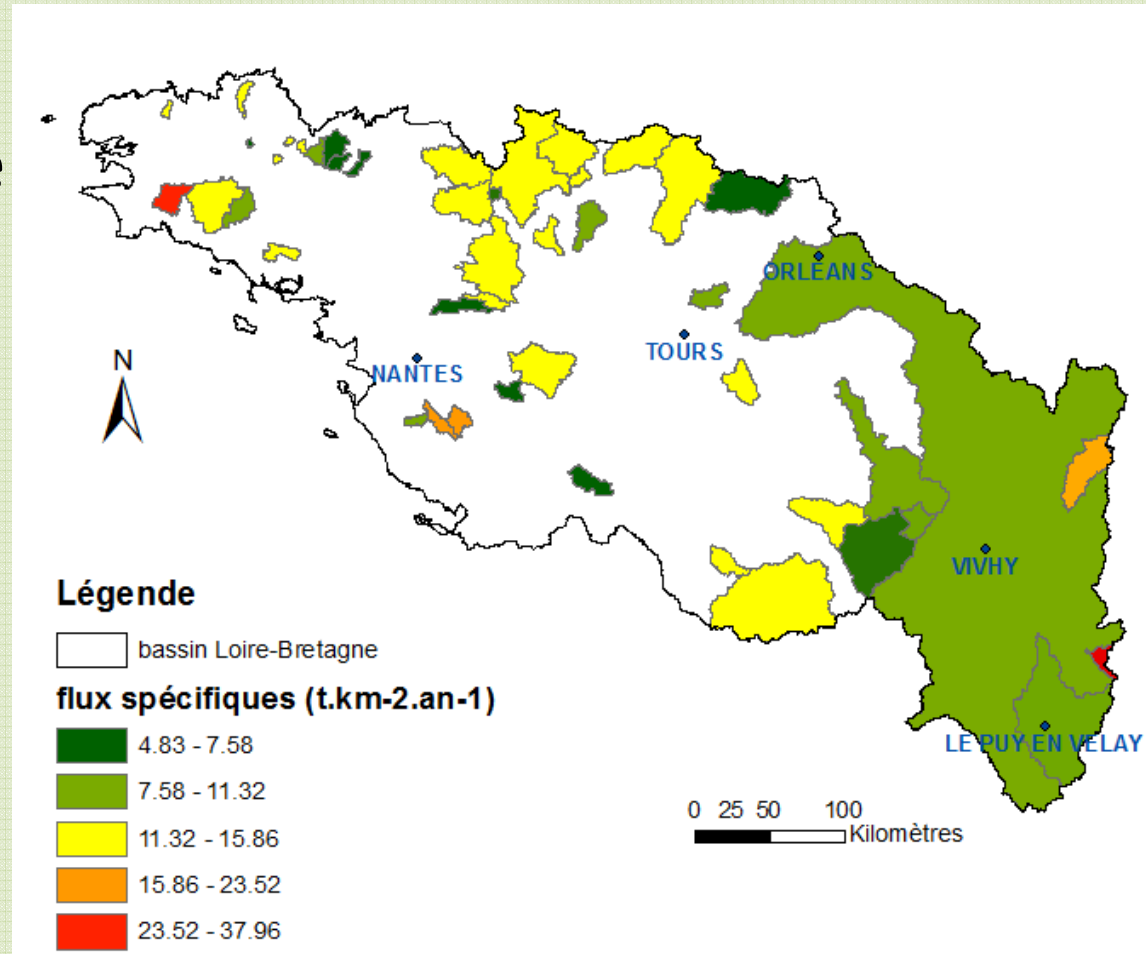 e
ORLEANS
TOURS
NANTES
N
VIVHY
LE PUY EN VELAY
Légende
bassin Loire-Bretagne
flux spécifiques (t.km-2.an-1)
4.83 - 7.58
7.58 - 11.32
11.32 - 15.86
15.86 - 23.52
23.52 - 37.96
0 25 50 100
Kilomètres